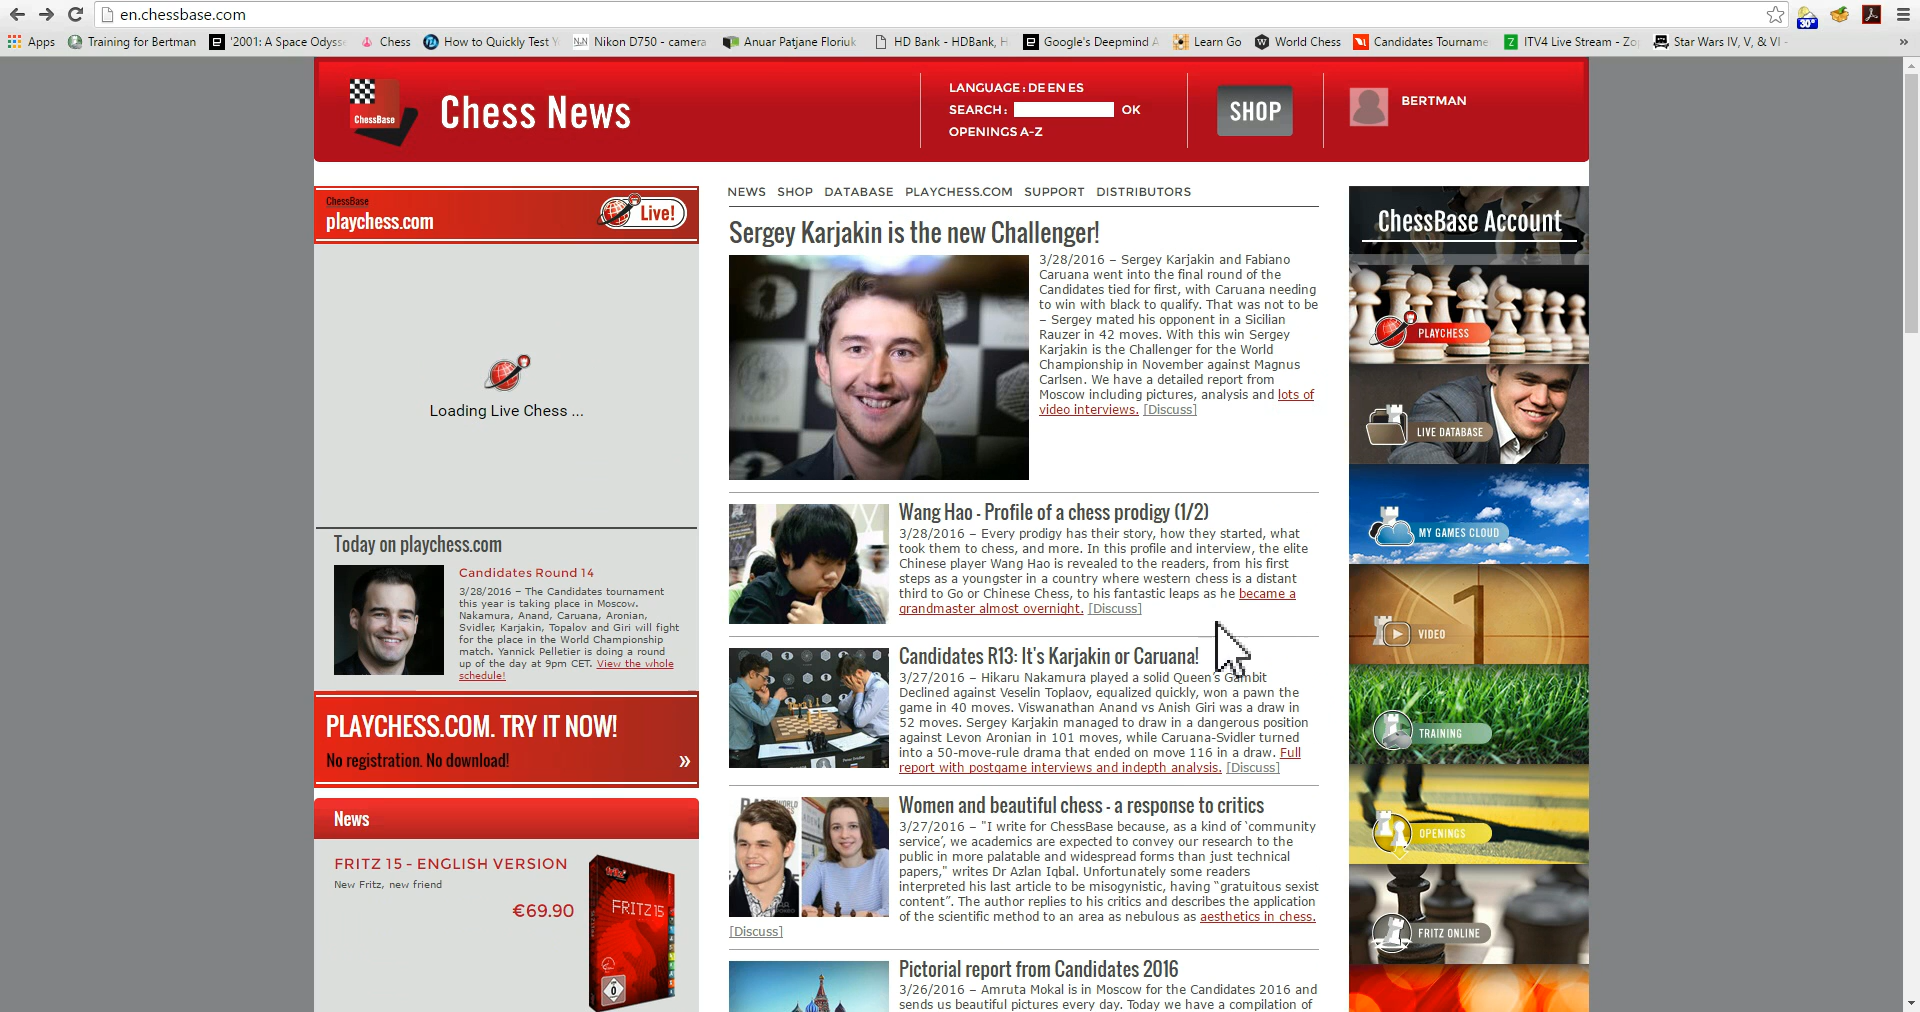 en.chessbase.com
30°
Apps
Training for Bertman
'2001: A Space Odysse
Chess
How to Quickly Test Y
Nikon D750 - camera
Anuar Patjane Floriuk
HD Bank - HDBank, H
Google's Deepmind A
Learn Go
World Chess
Candidates Tourname
ITV4 Live Stream - Zo
Star Wars IV, V, & VI -
ChessBase
Chess News
LANGUAGE : DE EN ES
SEARCH :
OK
OPENINGS A-Z
SHOP
BERTMAN
ChessBase
playchess.com
Live!
Loading Live Chess ...
Today on playchess.com
Candidates Round 14
3/28/2016 – The Candidates tournament
this year is taking place in Moscow.
Nakamura, Anand, Caruana, Aronian,
Svidler, Karjakin, Topalov and Giri will fight
for the place in the World Championship
match. Yannick Pelletier is doing a round
up of the day at 9pm CET. View the whole
schedule!
PLAYCHESS.COM. TRY IT NOW!
No registration. No download!
»
News
FRITZ 15 - ENGLISH VERSION
New Fritz, new friend
€69.90
fritz
FRITZ 15
0
NEWS SHOP DATABASE PLAYCHESS.COM SUPPORT DISTRIBUTORS
Sergey Karjakin is the new Challenger!
3/28/2016 – Sergey Karjakin and Fabiano
Caruana went into the final round of the
Candidates tied for first, with Caruana needing
to win with black to qualify. That was not to be
– Sergey mated his opponent in a Sicilian
Rauzer in 42 moves. With this win Sergey
Karjakin is the Challenger for the World
Championship in November against Magnus
Carlsen. We have a detailed report from
Moscow including pictures, analysis and lots of
video interviews. [Discuss]
Wang Hao - Profile of a chess prodigy (1/2)
3/28/2016 – Every prodigy has their story, how they started, what
took them to chess, and more. In this profile and interview, the elite
Chinese player Wang Hao is revealed to the readers, from his first
steps as a youngster in a country where western chess is a distant
third to Go or Chinese Chess, to his fantastic leaps as he became a
grandmaster almost overnight. [Discuss]
Candidates R13: It's Karjakin or Caruana!
3/27/2016 – Hikaru Nakamura played a solid Queen's Gambit
Declined against Veselin Toplaov, equalized quickly, won a pawn the
game in 40 moves. Viswanathan Anand vs Anish Giri was a draw in
52 moves. Sergey Karjakin managed to draw in a dangerous position
against Levon Aronian in 101 moves, while Caruana-Svidler turned
into a 50-move-rule drama that ended on move 116 in a draw. Full
report with postgame interviews and indepth analysis. [Discuss]
Women and beautiful chess - a response to critics
3/27/2016 – "I write for ChessBase because, as a kind of 'community
service', we academics are expected to convey our research to the
public in more palatable and widespread forms than just technical
papers," writes Dr Azlan Iqbal. Unfortunately some readers
interpreted his last article to be misogynistic, having "gratuitous sexist
content". The author replies to his critics and describes the application
of the scientific method to an area as nebulous as aesthetics in chess.
[Discuss]
Pictorial report from Candidates 2016
3/26/2016 – Amruta Mokal is in Moscow for the Candidates 2016 and
sends us beautiful pictures every day. Today we have a compilation of
ChessBase Account
PLAYCHESS
LIVE DATABASE
MY GAMES CLOUD
1
VIDEO
TRAINING
OPENINGS
FRITZ ONLINE